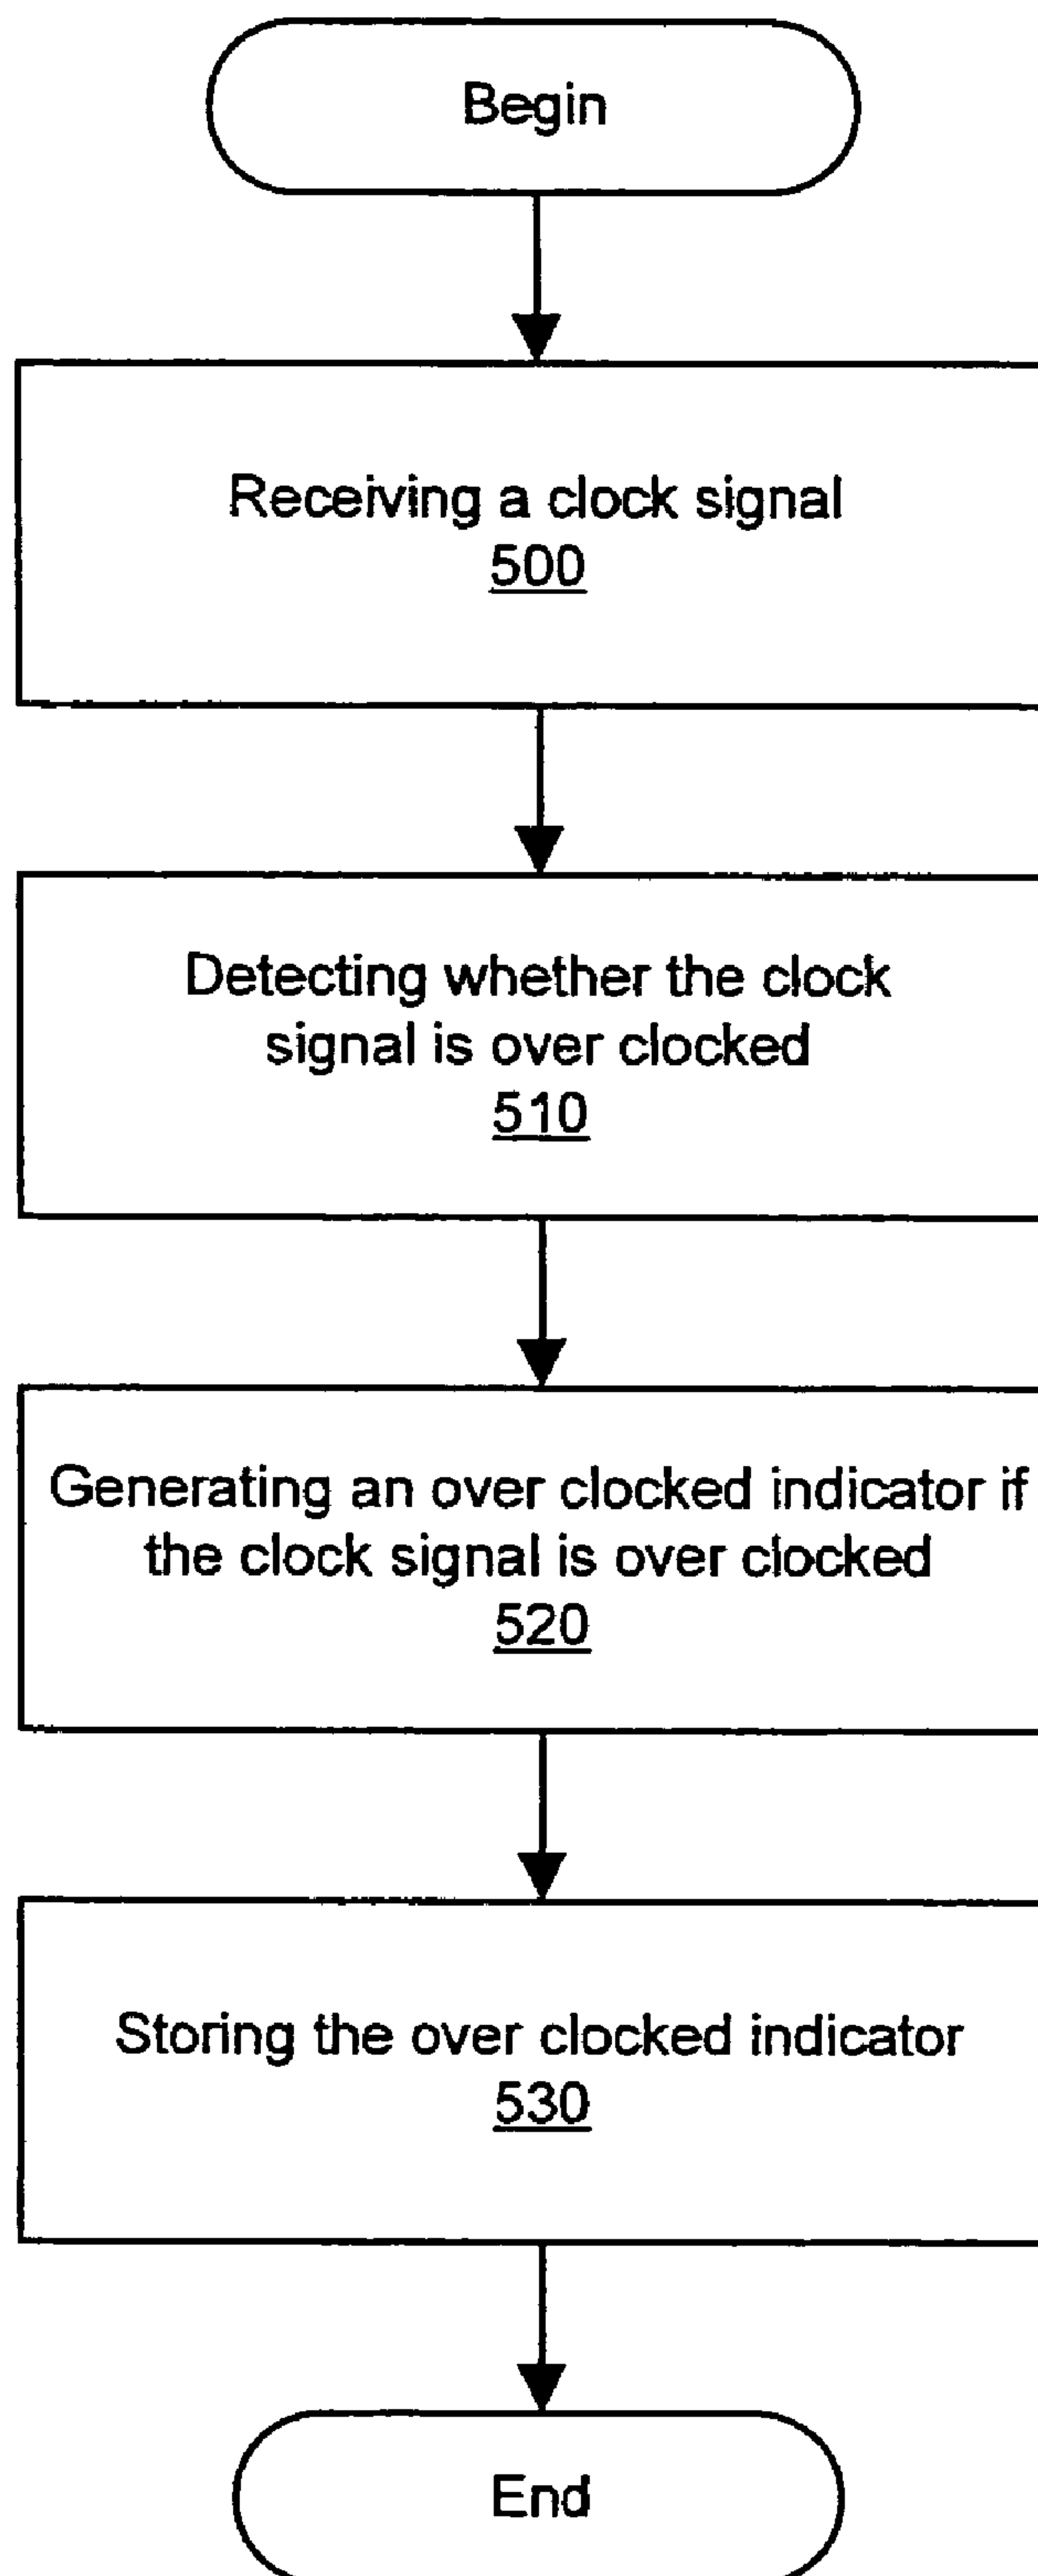 Begin
Receiving a clock signal
500
Detecting whether the clock
signal is over clocked
510
Generating an over clocked indicator if
the clock signal is over clocked
520
Storing the over clocked indicator
530
End